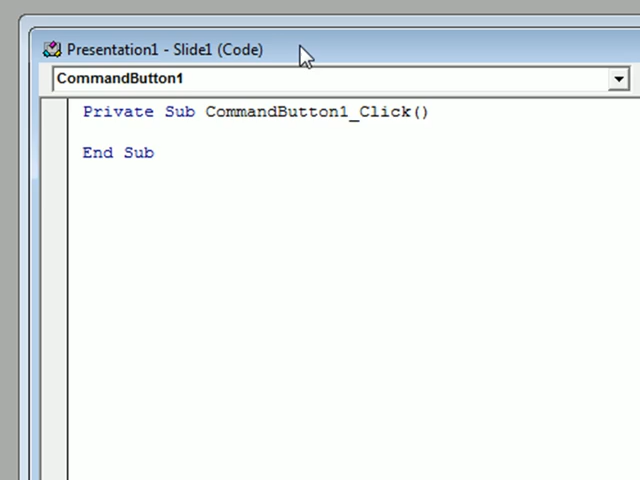 Presentation1 - Slide1 (Code)
CommandButton1
Private Sub CommandButton1_Click()
End Sub